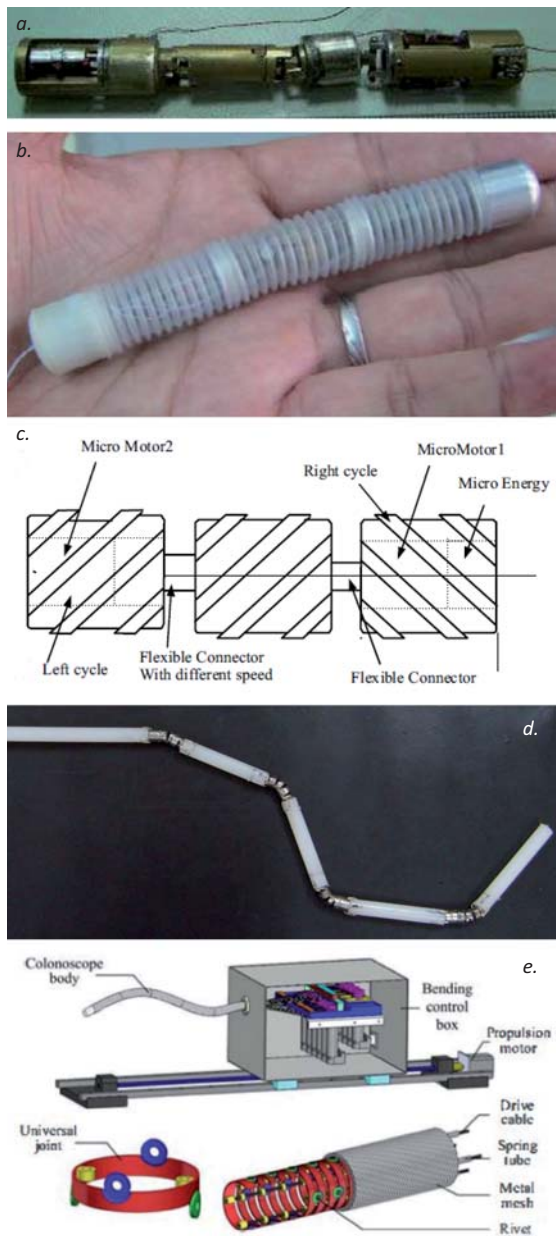 a.
b.
c.
Micro Motor2
Right cycle
MicroMotor1
Micro Energy
Left cycle
Flexible Connector
With different speed
Flexible Connector
d.
e.
Colonoscope
body
Bending
control
box
Propulsion
motor
Universal
joint
Drive
cable
Spring
tube
Metal
mesh
Rivet